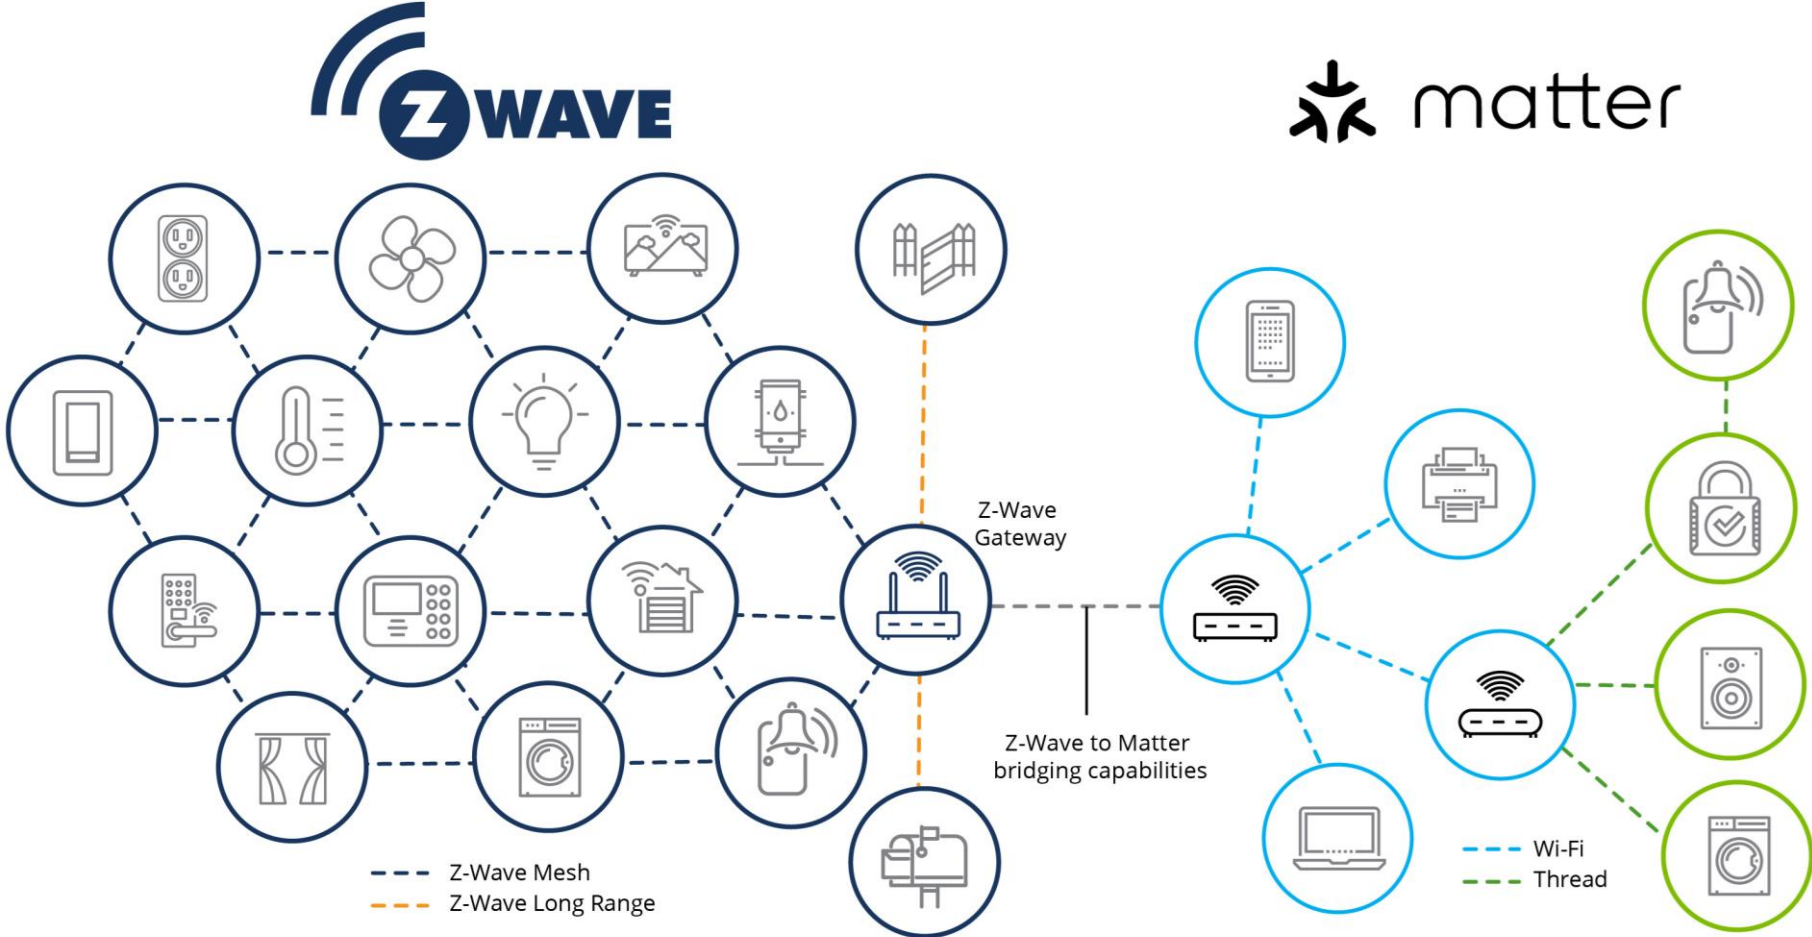 Z WAVE
matter
Z-Wave
Gateway
Z-Wave to Matter
bridging capabilities
Z-Wave Mesh
Z-Wave Long Range
Wi-Fi
Thread